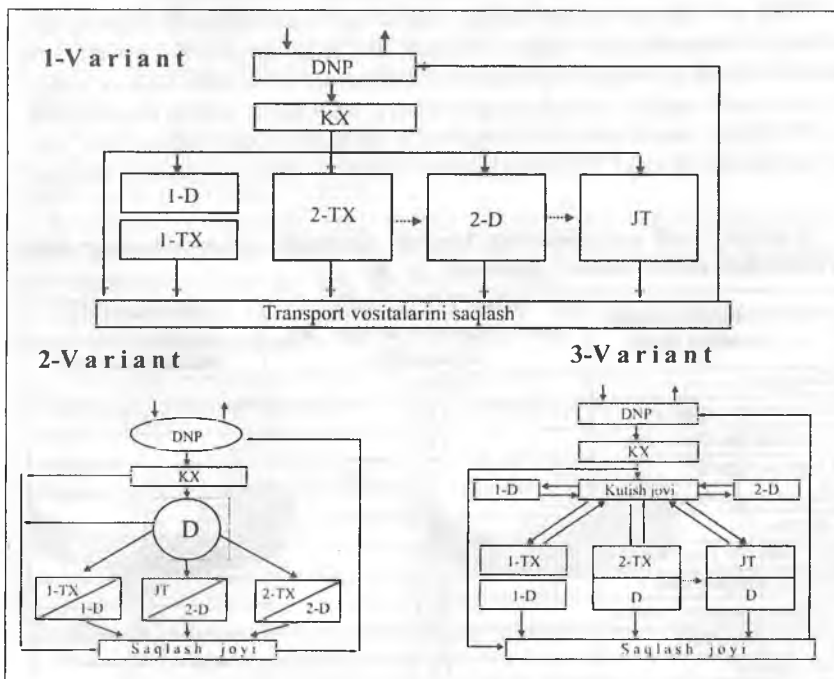 1-Variant
DNP
KX
1-D
1-TX
2-TX
2-D
JT
Transport vositalarini saqlash
2-Variant
DNP
KX
D
1-TX
1-D
JT
2-D
2-TX
2-D
Saqlash joyi
3-Variant
DNP
KX
1-D
Kutish joyi
2-D
1-TX
1-D
2-TX
D
JT
D
Saqlash joyi